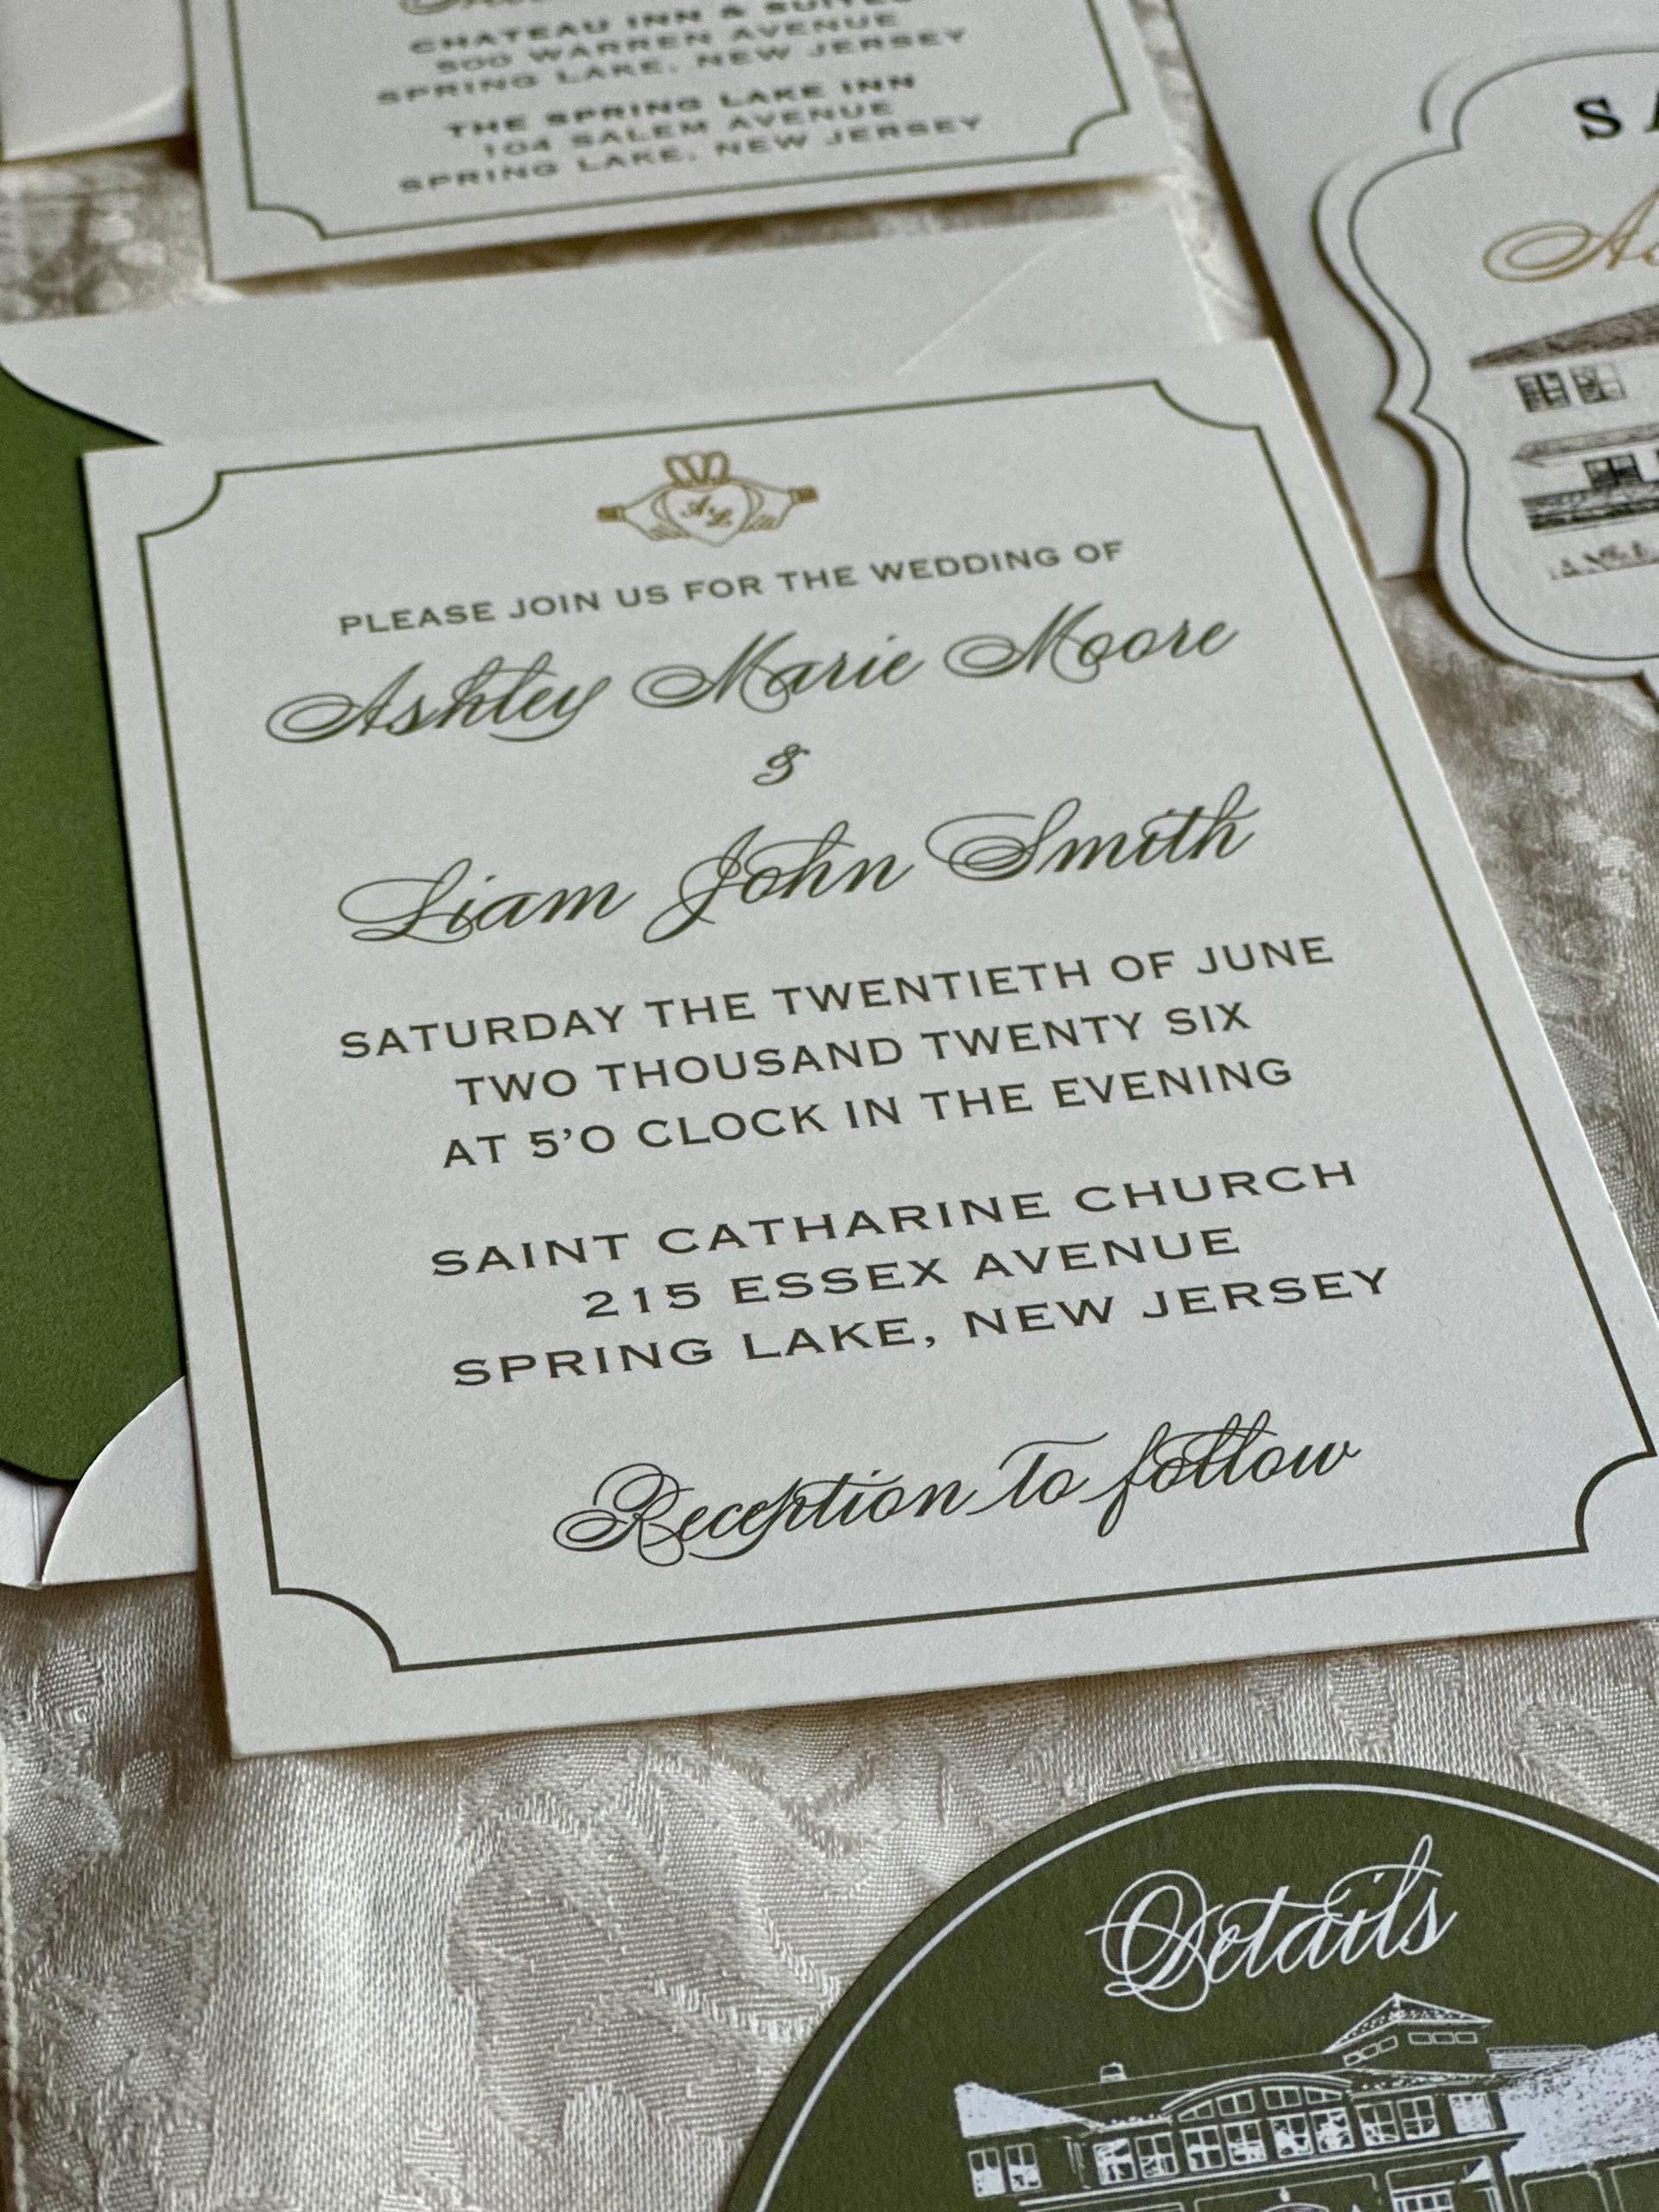 CHATEAU INN & SUITES
500 WARREN AVENUE
SPRING LAKE, NEW JERSEY
THE SPRING LAKE INN
104 SALEM AVENUE
SPRING LAKE, NEW JERSEY
A·L
PLEASE JOIN US FOR THE WEDDING OF
Ashley Marie Moore
&
Liam John Smith
SATURDAY THE TWENTIETH OF JUNE
TWO THOUSAND TWENTY SIX
AT 5'O CLOCK IN THE EVENING
SAINT CATHARINE CHURCH
215 ESSEX AVENUE
SPRING LAKE, NEW JERSEY
Reception to follow
Details